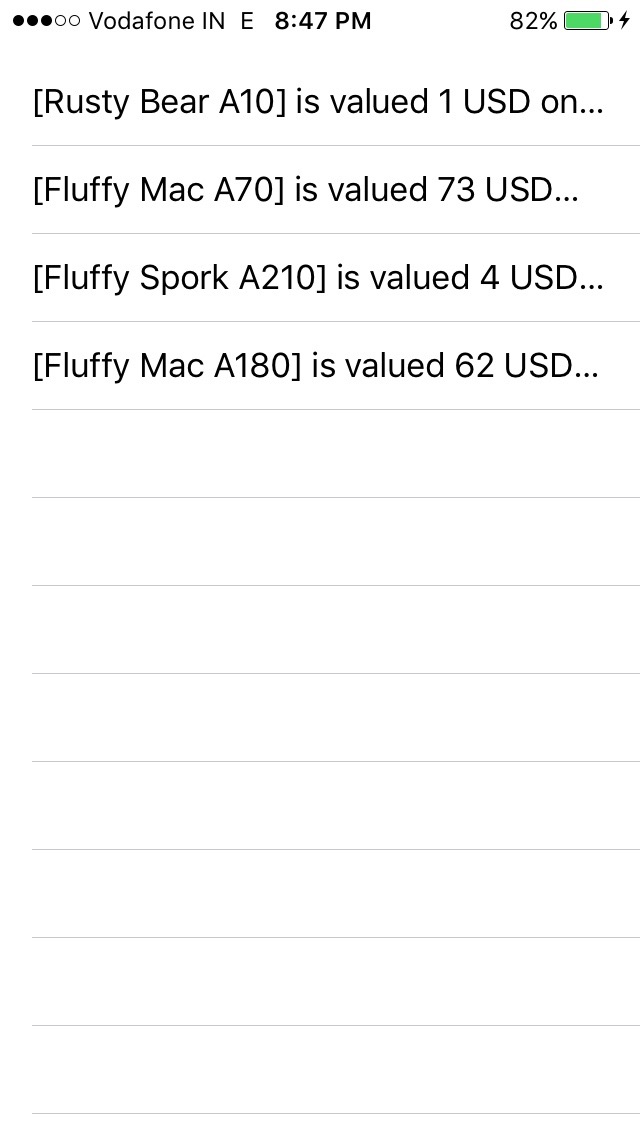 Vodafone IN E 8:47 PM 82%
[Rusty Bear A10] is valued 1 USD on...
[Fluffy Mac A70] is valued 73 USD...
[Fluffy Spork A210] is valued 4 USD...
[Fluffy Mac A180] is valued 62 USD...